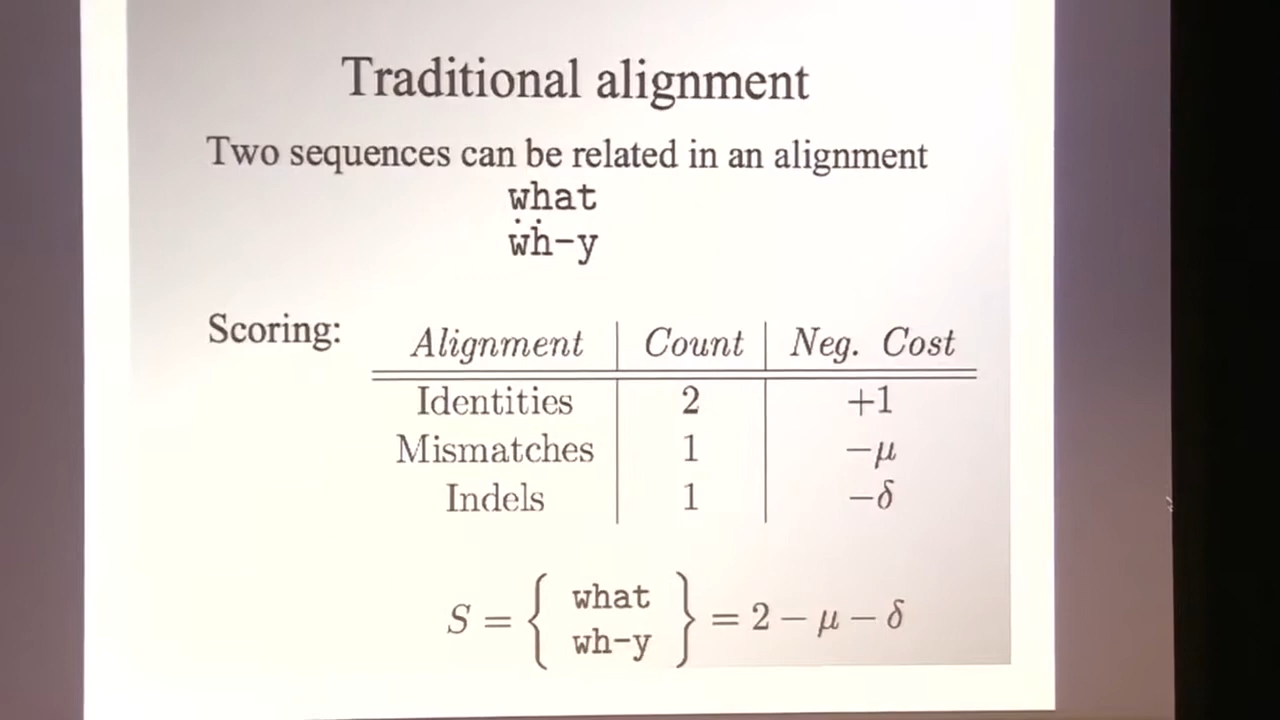 Traditional alignment
Two sequences can be related in an alignment
what
wh-y
Scoring:
Alignment Count Neg. Cost
Identities 2 +1
Mismatches 1 −μ
Indels 1 −δ
S = { what wh-y } = 2 − μ − δ